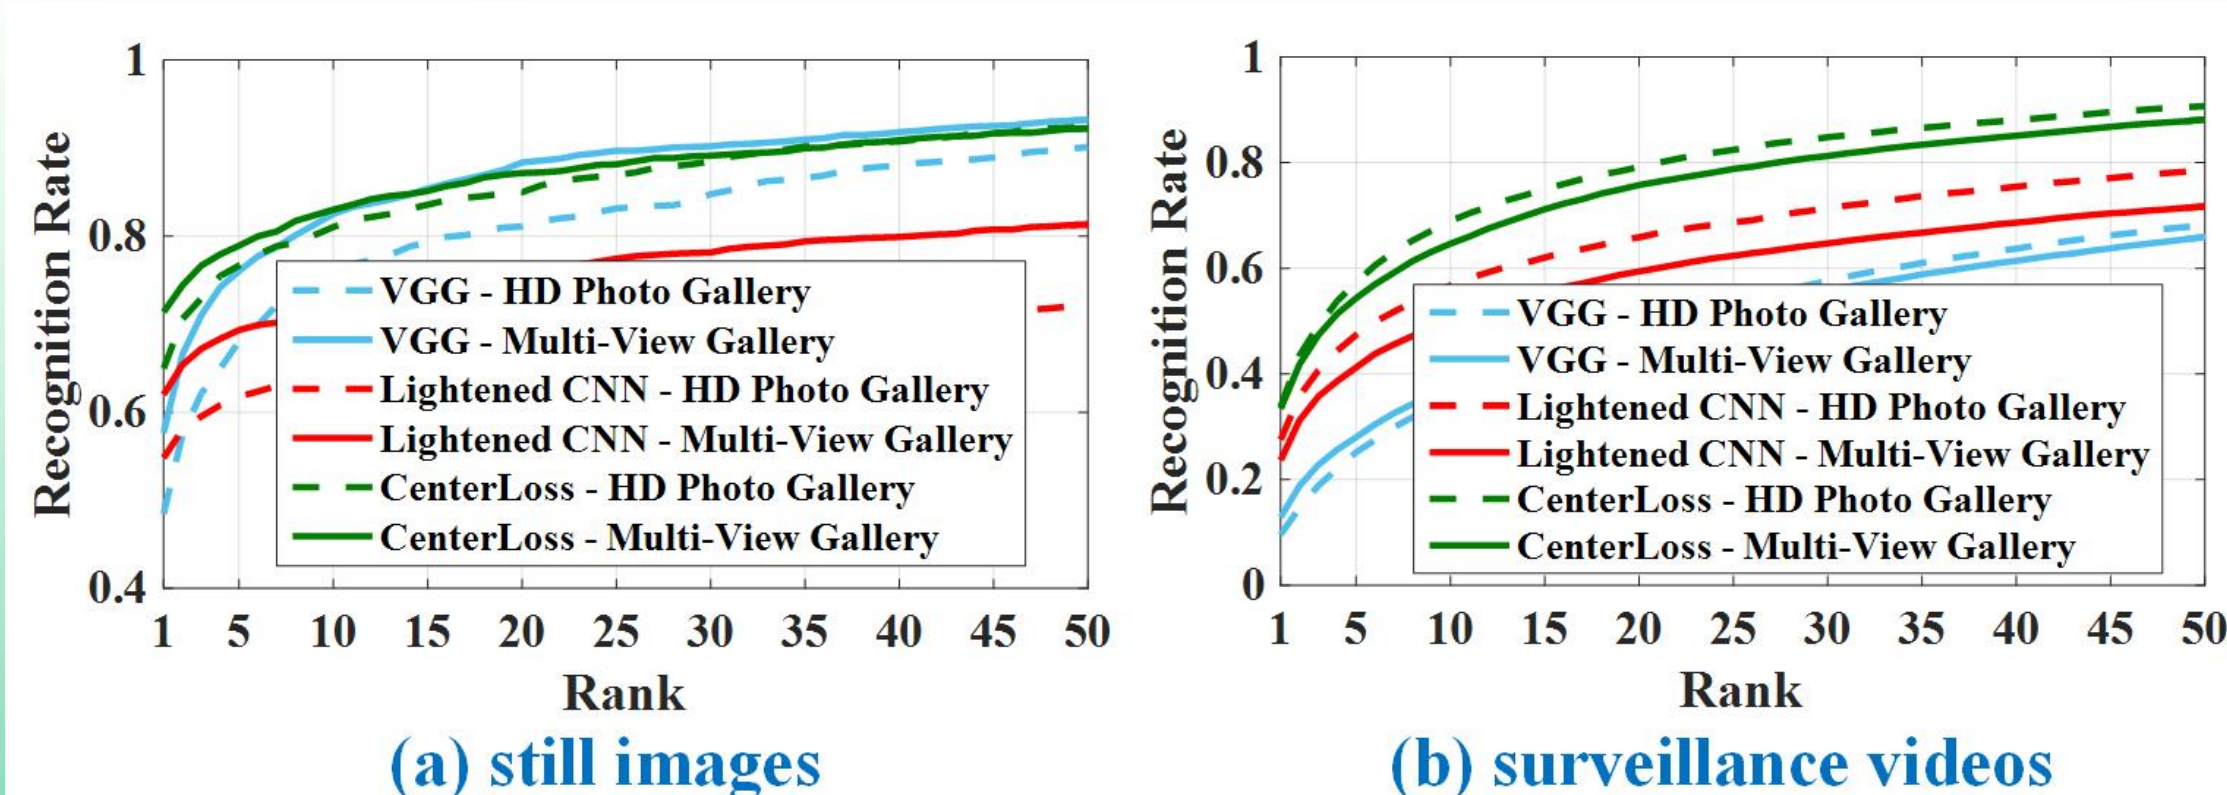 Recognition Rate
1
0.8
0.6
0.4
VGG - HD Photo Gallery
VGG - Multi-View Gallery
Lightened CNN - HD Photo Gallery
Lightened CNN - Multi-View Gallery
CenterLoss - HD Photo Gallery
CenterLoss - Multi-View Gallery
1 5 10 15 20 25 30 35 40 45 50
Rank
(a) still images
Recognition Rate
1
0.8
0.6
0.4
0.2
0
VGG - HD Photo Gallery
VGG - Multi-View Gallery
Lightened CNN - HD Photo Gallery
Lightened CNN - Multi-View Gallery
CenterLoss - HD Photo Gallery
CenterLoss - Multi-View Gallery
1 5 10 15 20 25 30 35 40 45 50
Rank
(b) surveillance videos